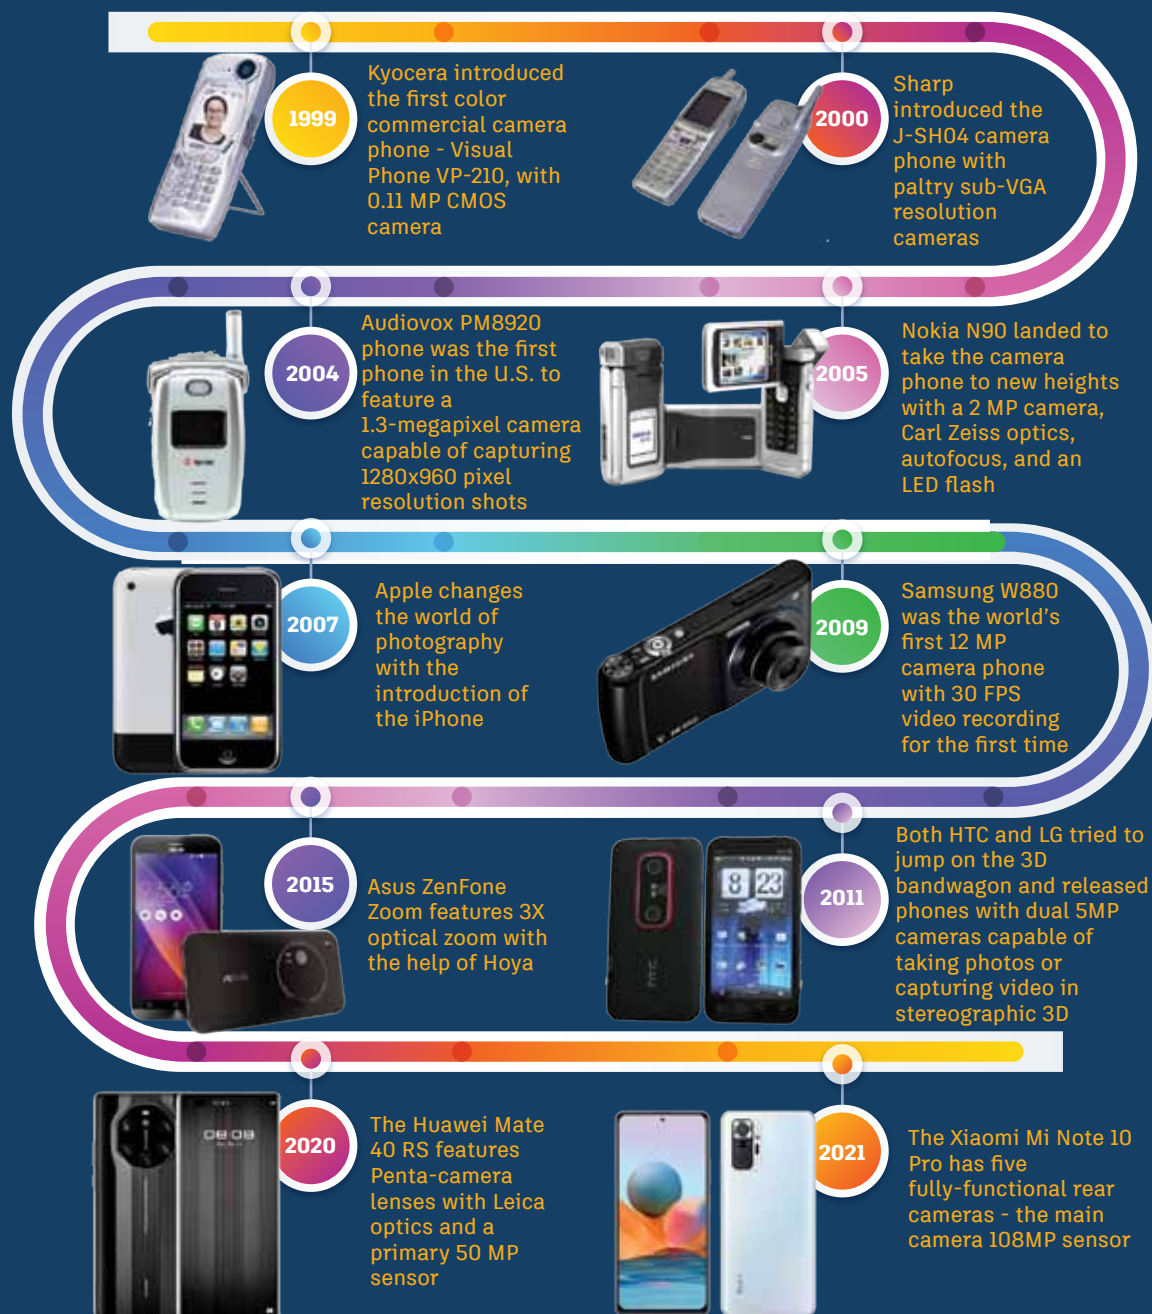 1999
Kyocera introduced
the first color
commercial camera
phone - Visual
Phone VP-210, with
0.11 MP CMOS
camera
2000
Sharp
introduced the
J-SH04 camera
phone with
paltry sub-VGA
resolution
cameras
2004
Audiovox PM8920
phone was the first
phone in the U.S. to
feature a
1.3-megapixel camera
capable of capturing
1280x960 pixel
resolution shots
2005
Nokia N90 landed to
take the camera
phone to new heights
with a 2 MP camera,
Carl Zeiss optics,
autofocus, and an
LED flash
2007
Apple changes
the world of
photography
with the
introduction of
the iPhone
SAMSUNG
2009
Samsung W880
was the world's
first 12 MP
camera phone
with 30 FPS
video recording
for the first time
2015
Asus ZenFone
Zoom features 3X
optical zoom with
the help of Hoya
hTC
8 23
2011
Both HTC and LG tried to
jump on the 3D
bandwagon and released
phones with dual 5MP
cameras capable of
taking photos or
capturing video in
stereographic 3D
08:08
2020
The Huawei Mate
40 RS features
Penta-camera
lenses with Leica
optics and a
primary 50 MP
sensor
2021
The Xiaomi Mi Note 10
Pro has five
fully-functional rear
cameras - the main
camera 108MP sensor